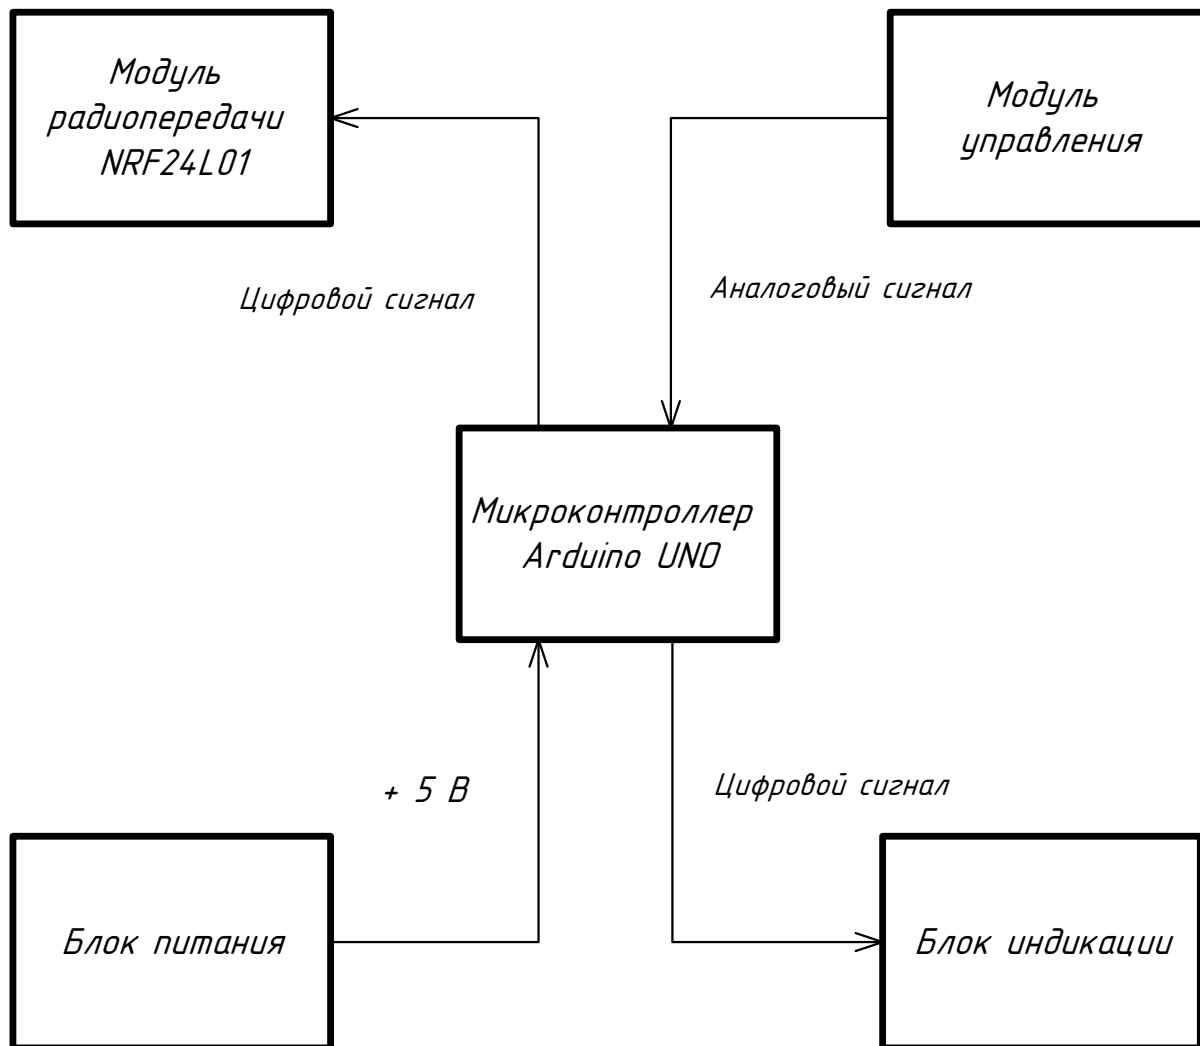 Модуль
радиопередачи
NRF24L01
Модуль
управления
Цифровой сигнал
Аналоговый сигнал
Микроконтроллер
Arduino UNO
+ 5 В
Цифровой сигнал
Блок питания
Блок индикации